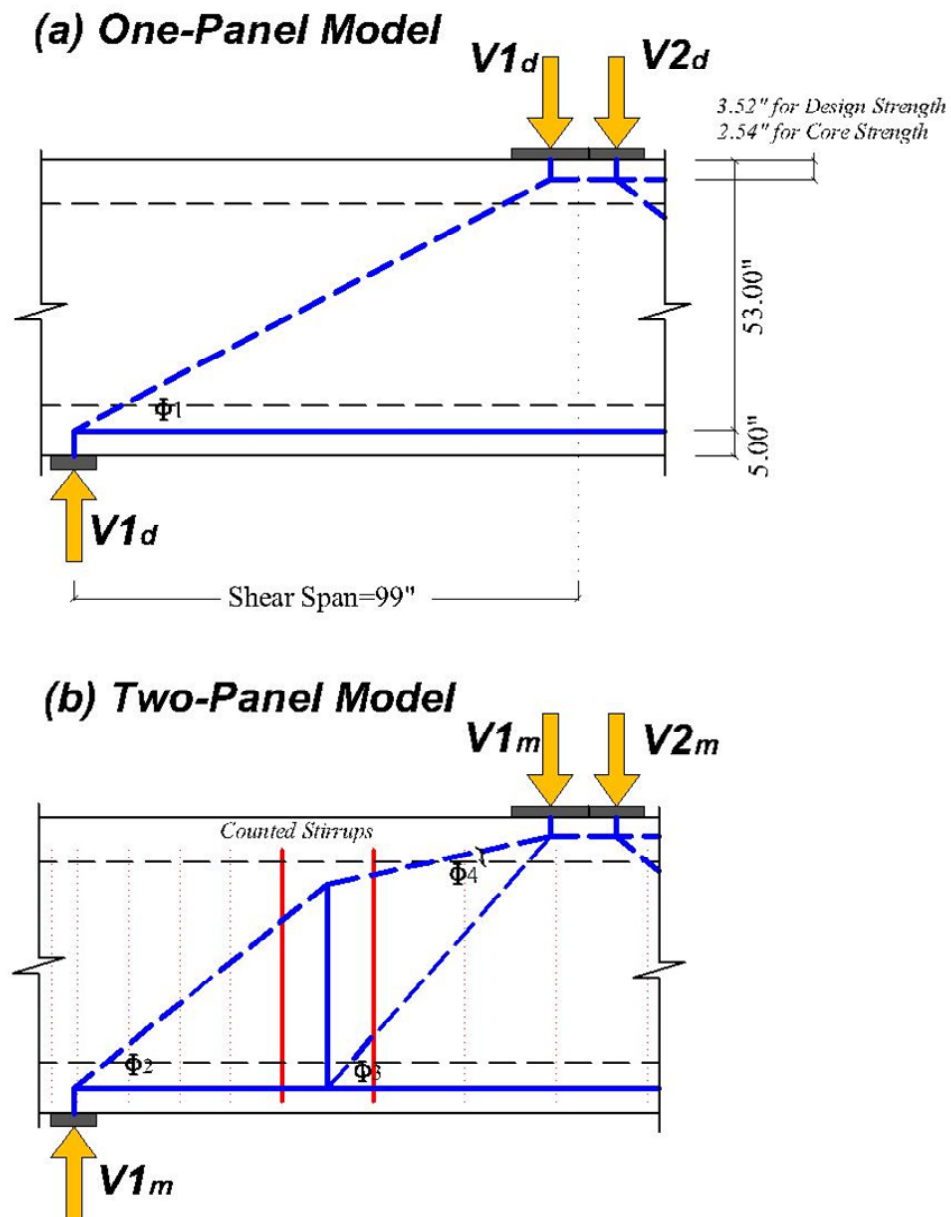 (a) One-Panel Model
V1d
V2d
3.52" for Design Strength
2.54" for Core Strength
53.00"
Φ1
5.00"
V1d
Shear Span=99"
(b) Two-Panel Model
V1m
V2m
Counted Stirrups
Φ4
Φ2
Φ3
V1m